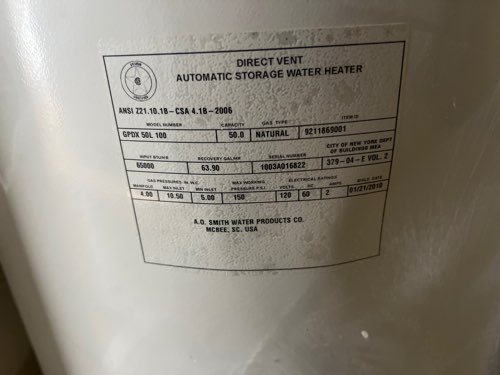 DIRECT VENT
AUTOMATIC STORAGE WATER HEATER
ANSI Z21.10.1B-CSA 4.1B-2006
MODEL NUMBER CAPACITY GAS TYPE ITEM ID
GPDX 50L 100 50.0 NATURAL 9211869001
INPUT BTU/HR RECOVERY GAL/HR SERIAL NUMBER CITY OF NEW YORK DEPT OF BUILDINGS MEA
65000 63.90 1003A016822 379-04-E VOL. 2
GAS PRESSURES IN. W.C. MAX WORKING ELECTRICAL RATINGS MFG. DATE
MANIFOLD MAX INLET MIN INLET PRESSURE P.S.I. VOLTS HZ. AMPS
4.00 10.50 5.00 150 120 60 2 01/21/2010
A.O. SMITH WATER PRODUCTS CO.
MCBEE, SC. USA